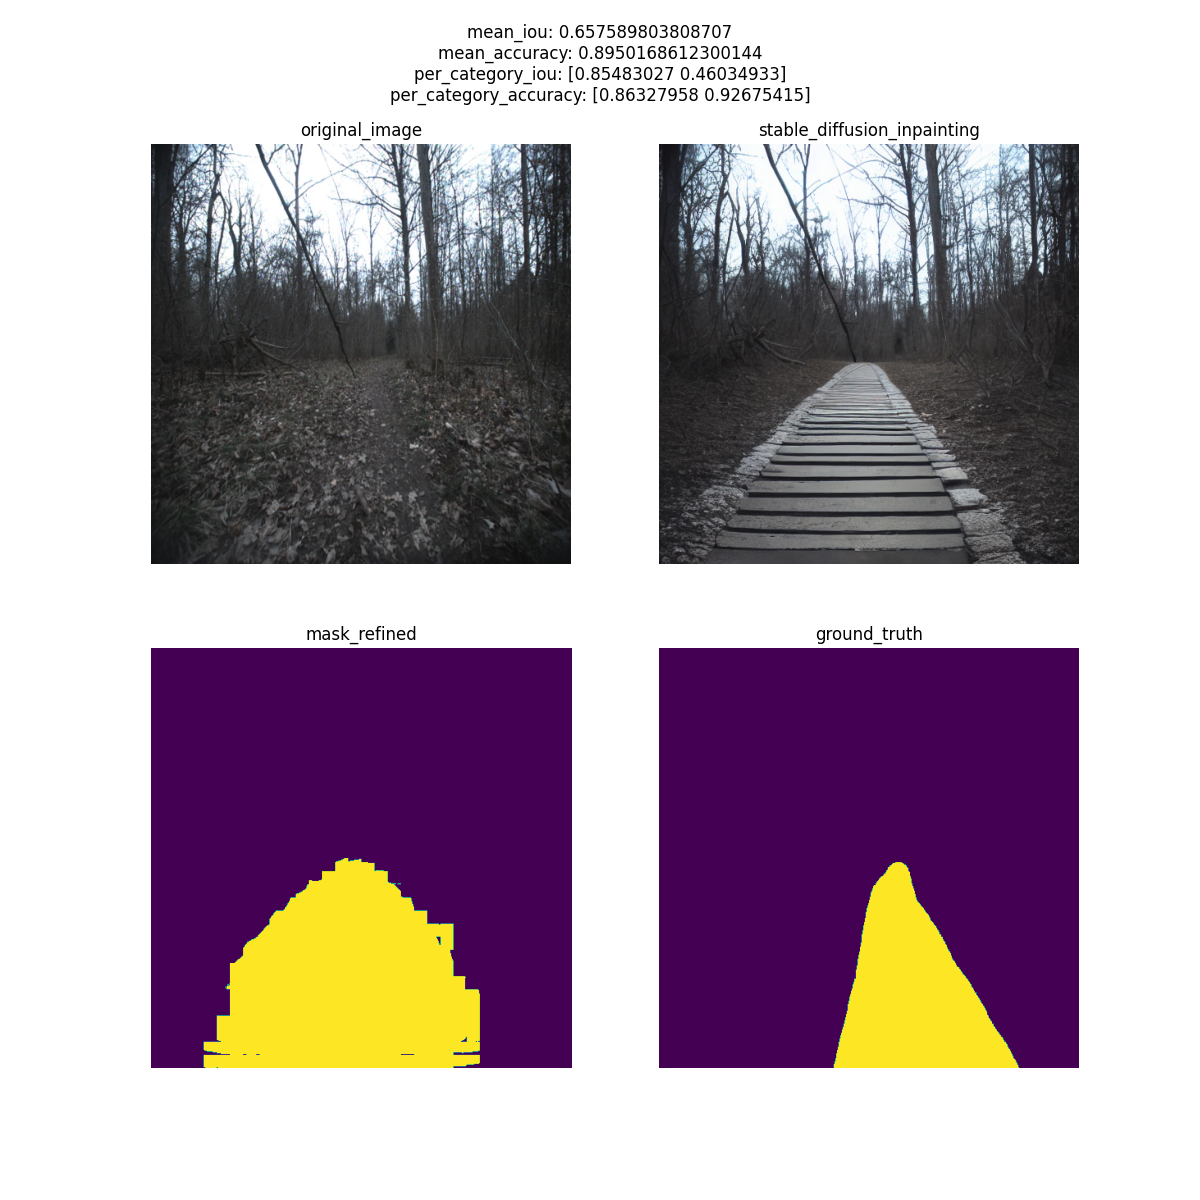 mean_iou: 0.657589803808707
mean_accuracy: 0.8950168612300144
per_category_iou: [0.85483027 0.46034933]
per_category_accuracy: [0.86327958 0.92675415]
original_image
stable_diffusion_inpainting
mask_refined
ground_truth